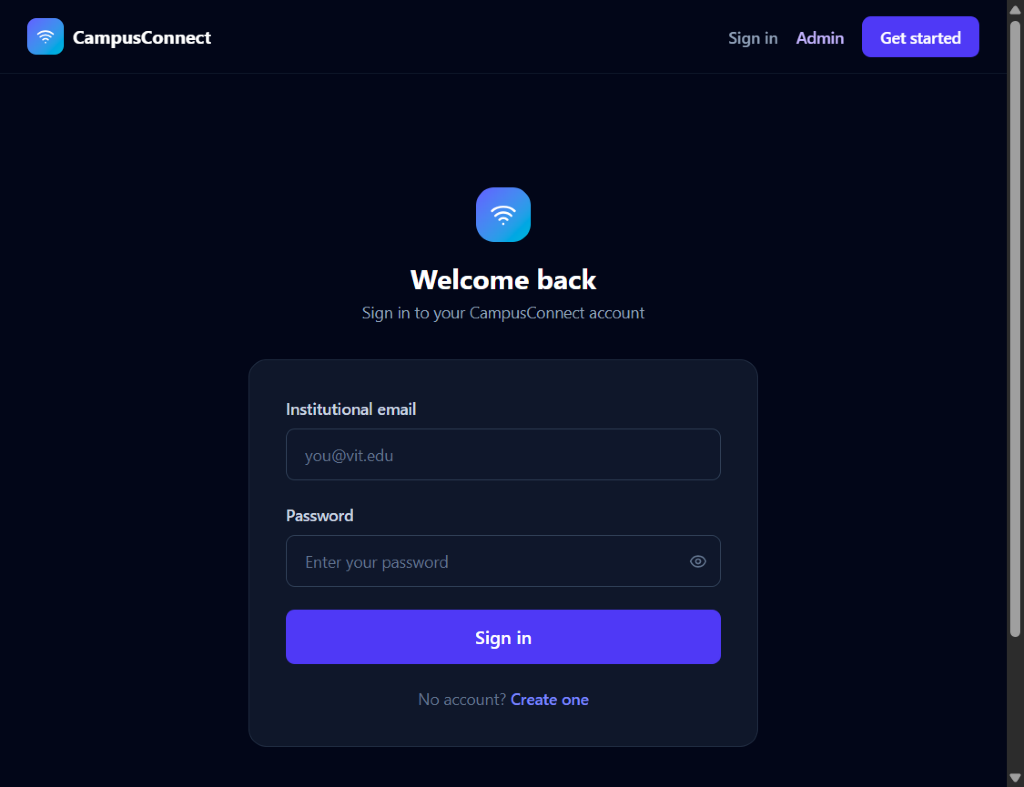 CampusConnect
Sign in
Admin
Get started
Welcome back
Sign in to your CampusConnect account
Institutional email
you@vit.edu
Password
Enter your password
Sign in
No account? Create one